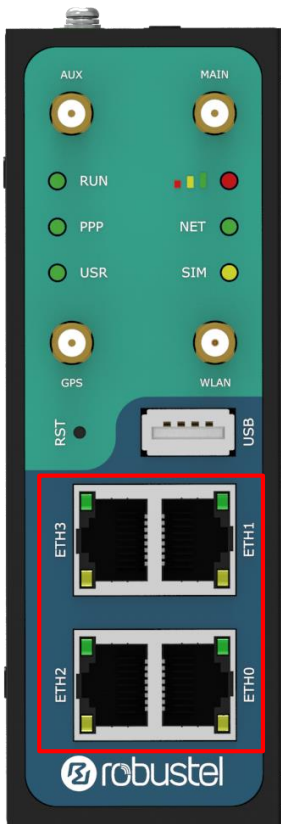 AUX MAIN
RUN
PPP NET
USR SIM
GPS WLAN
RST USB
ETH3 ETH1
ETH2 ETH0
robustel